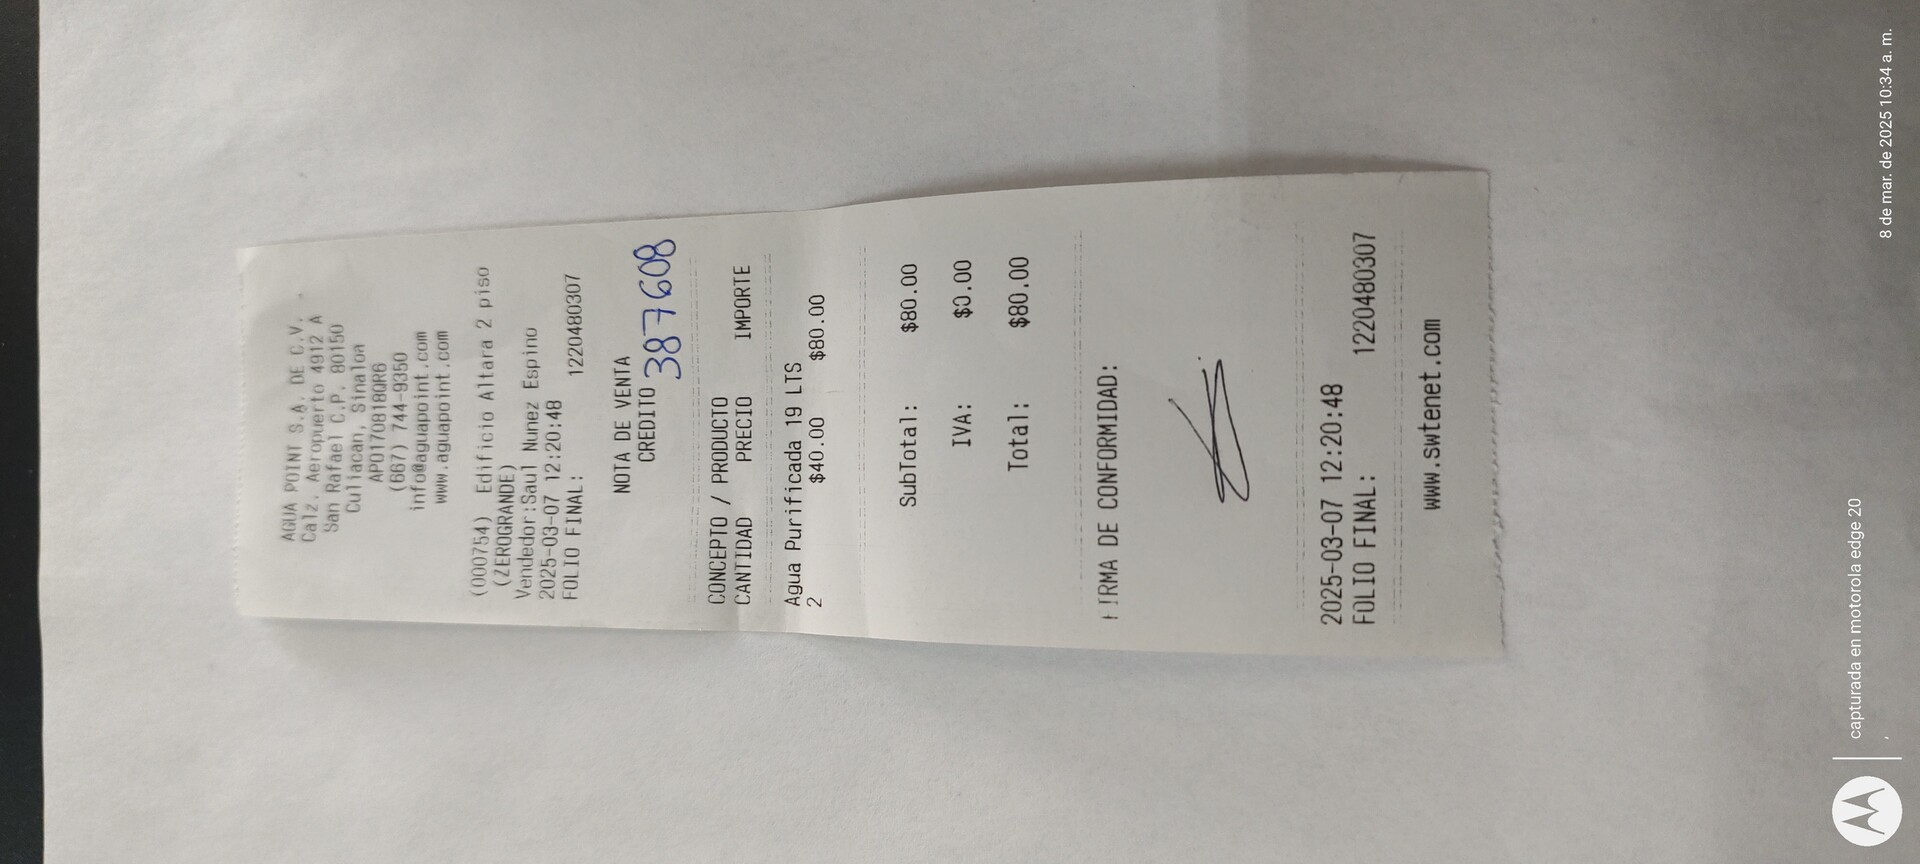 AGUA POINT S.A. DE C.V.
Calz. Aeropuerto 4912 A
San Rafael C.P. 80150
Culiacan, Sinaloa
APO170818QR6
(667) 744-9350
info@aguapoint.com
www.aguapoint.com
(000754) Edificio Altara 2 piso
(ZEROGRANDE)
Vendedor:Saul Nunez Espino
2025-03-07 12:20:48
FOLIO FINAL: 1220480307
NOTA DE VENTA
CREDITO 387608
CONCEPTO / PRODUCTO
CANTIDAD PRECIO IMPORTE
Agua Purificada 19 LTS
2 $40.00 $80.00
SubTotal: $80.00
IVA: $0.00
Total: $80.00
FIRMA DE CONFORMIDAD:
2025-03-07 12:20:48
FOLIO FINAL: 1220480307
www.swtenet.com
capturada en motorola edge 20
8 de mar. de 2025 10:34 a. m.